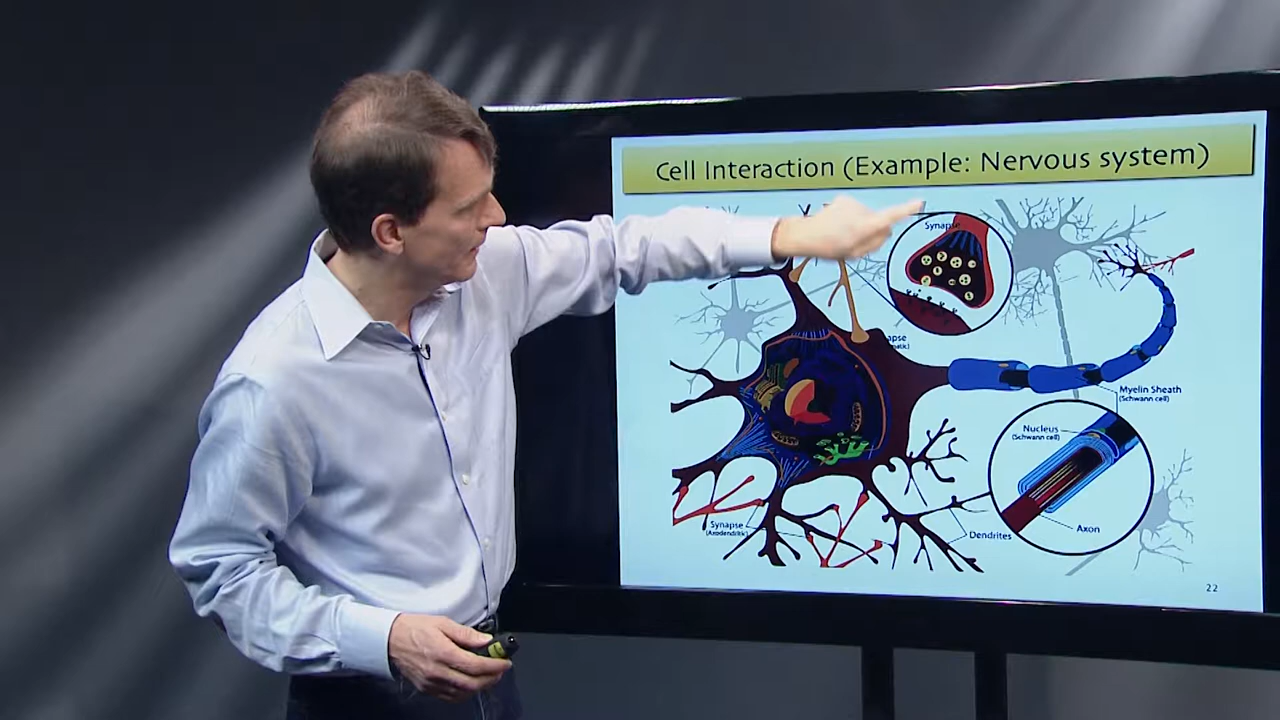 Cell Interaction (Example: Nervous system)
Synapse
Myelin Sheath
(Schwann cell)
Nucleus
(Schwann cell)
Axon
Synapse
(Axodendritic)
Dendrites
22